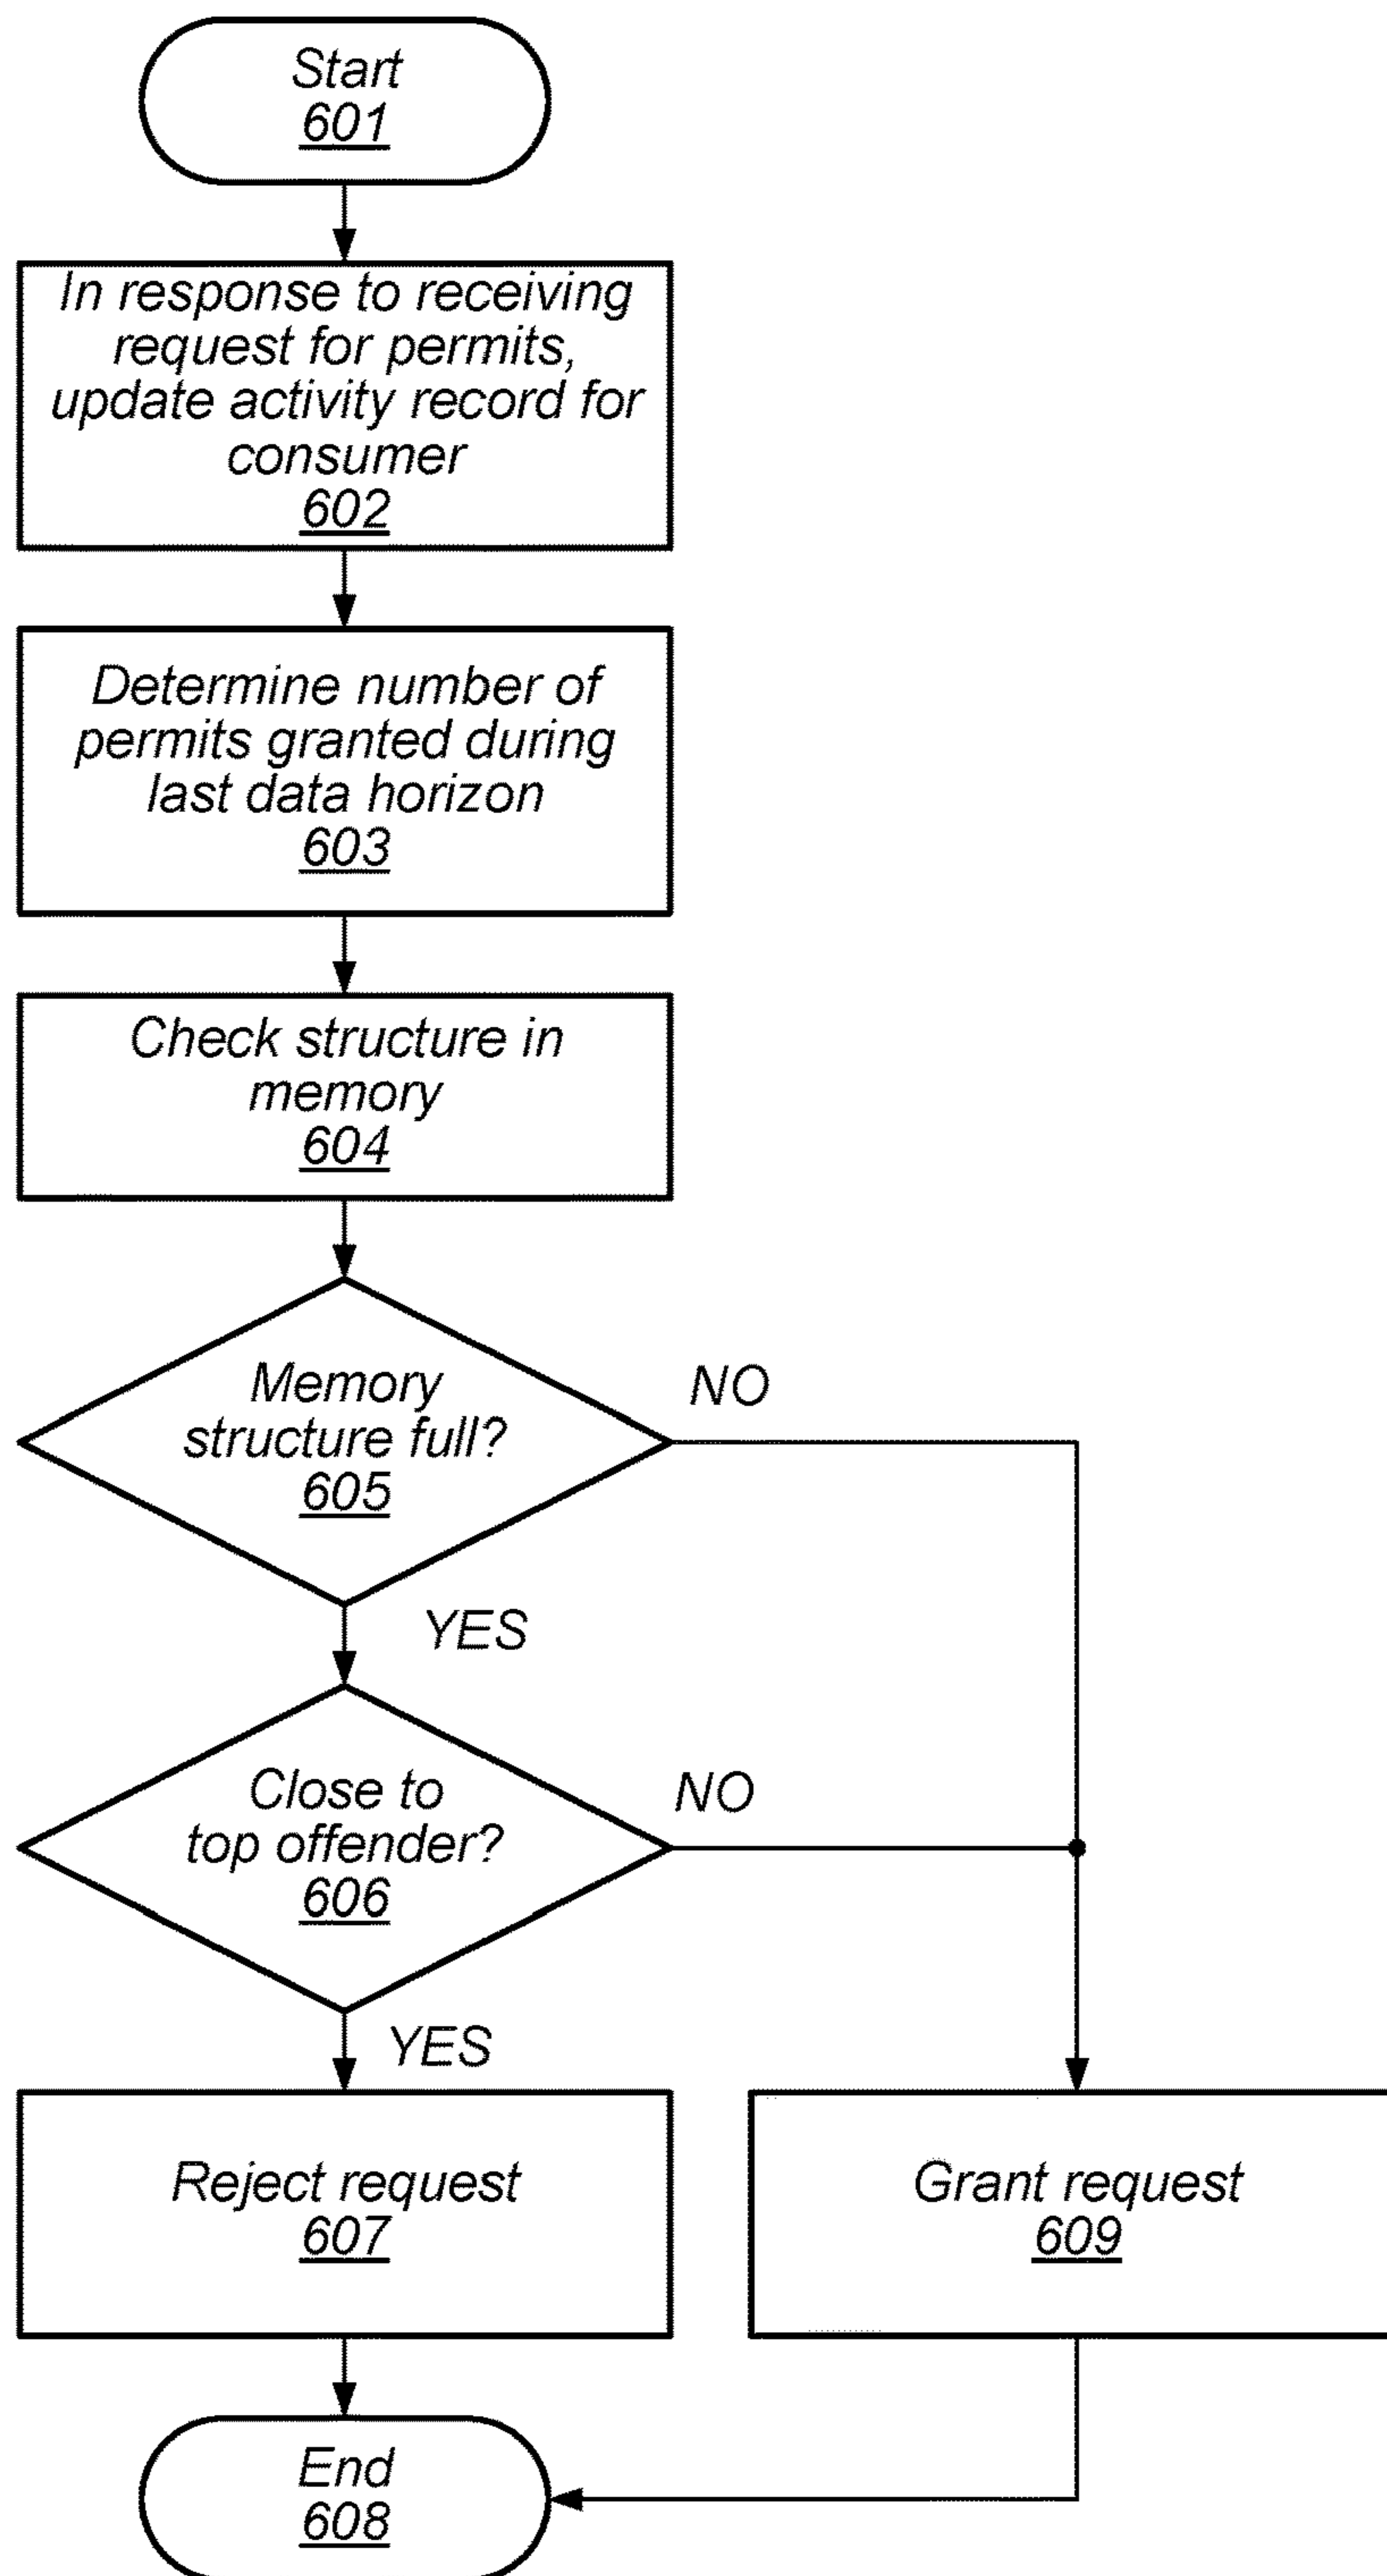 Start
601
In response to receiving
request for permits,
update activity record for
consumer
602
Determine number of
permits granted during
last data horizon
603
Check structure in
memory
604
Memory
structure full?
605
NO
YES
Close to
top offender?
606
NO
YES
Reject request
607
Grant request
609
End
608